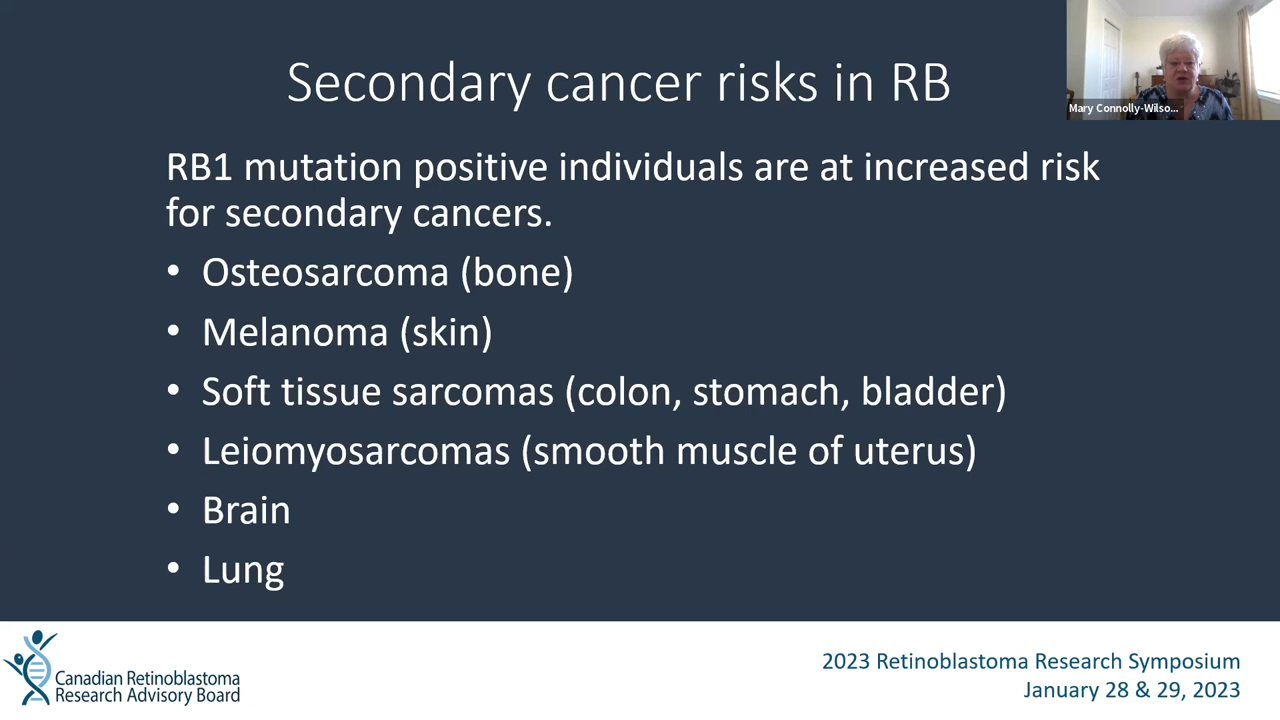 Secondary cancer risks in RB
Mary Connolly-Wilso...
RB1 mutation positive individuals are at increased risk
for secondary cancers.
• Osteosarcoma (bone)
• Melanoma (skin)
• Soft tissue sarcomas (colon, stomach, bladder)
• Leiomyosarcomas (smooth muscle of uterus)
• Brain
• Lung
Canadian Retinoblastoma
Research Advisory Board
2023 Retinoblastoma Research Symposium
January 28 & 29, 2023